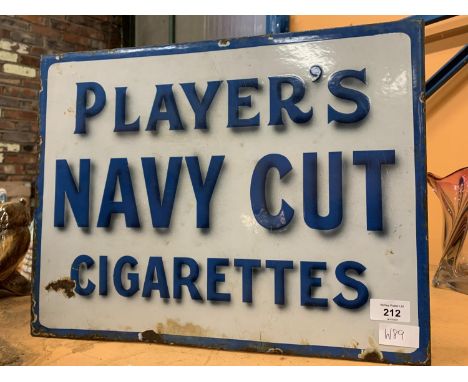 PLAYER'S
NAVY CUT
CIGARETTES
212
W89